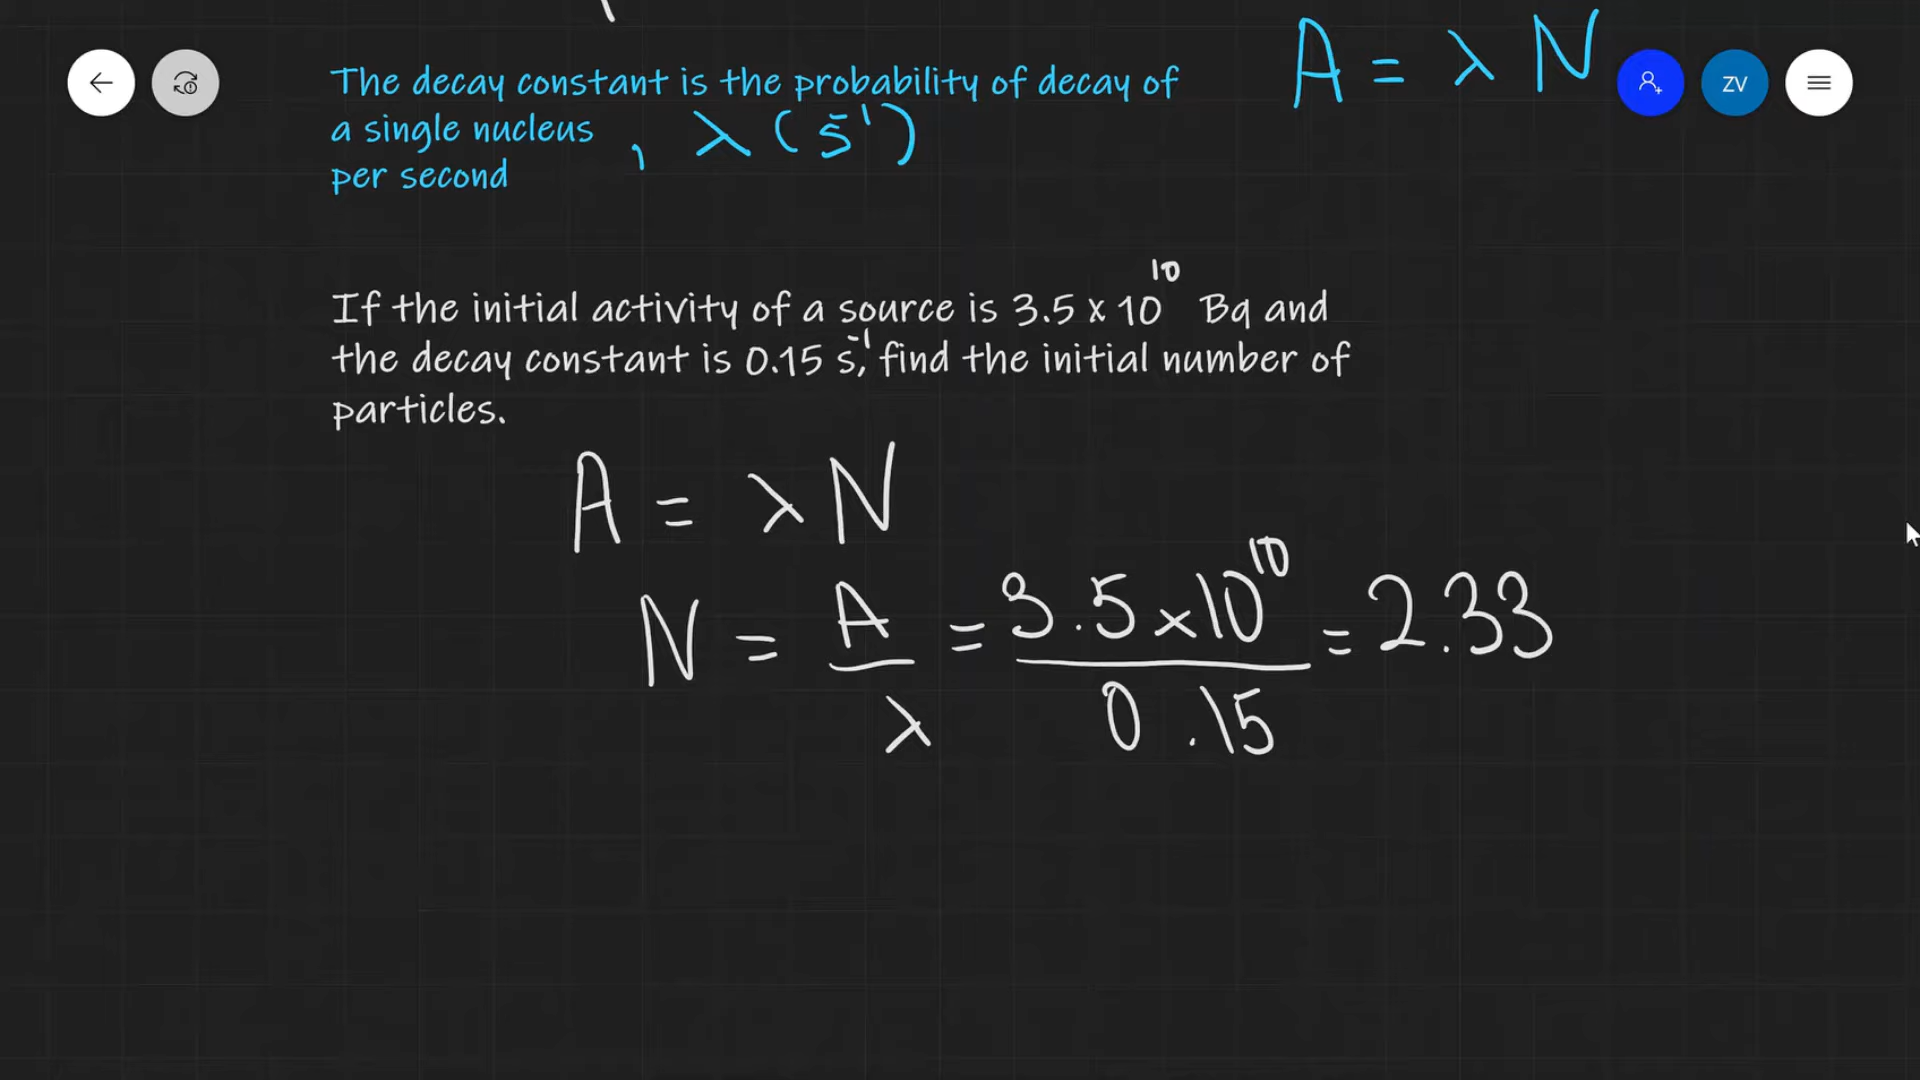 A = λ N
ZV
The decay constant is the probability of decay of
a single nucleus , λ (s⁻¹)
per second
If the initial activity of a source is 3.5 x 10¹⁰ Bq and
the decay constant is 0.15 s⁻¹, find the initial number of
particles.
A = λ N
N = A/λ = 3.5 x 10¹⁰/0.15 = 2.33